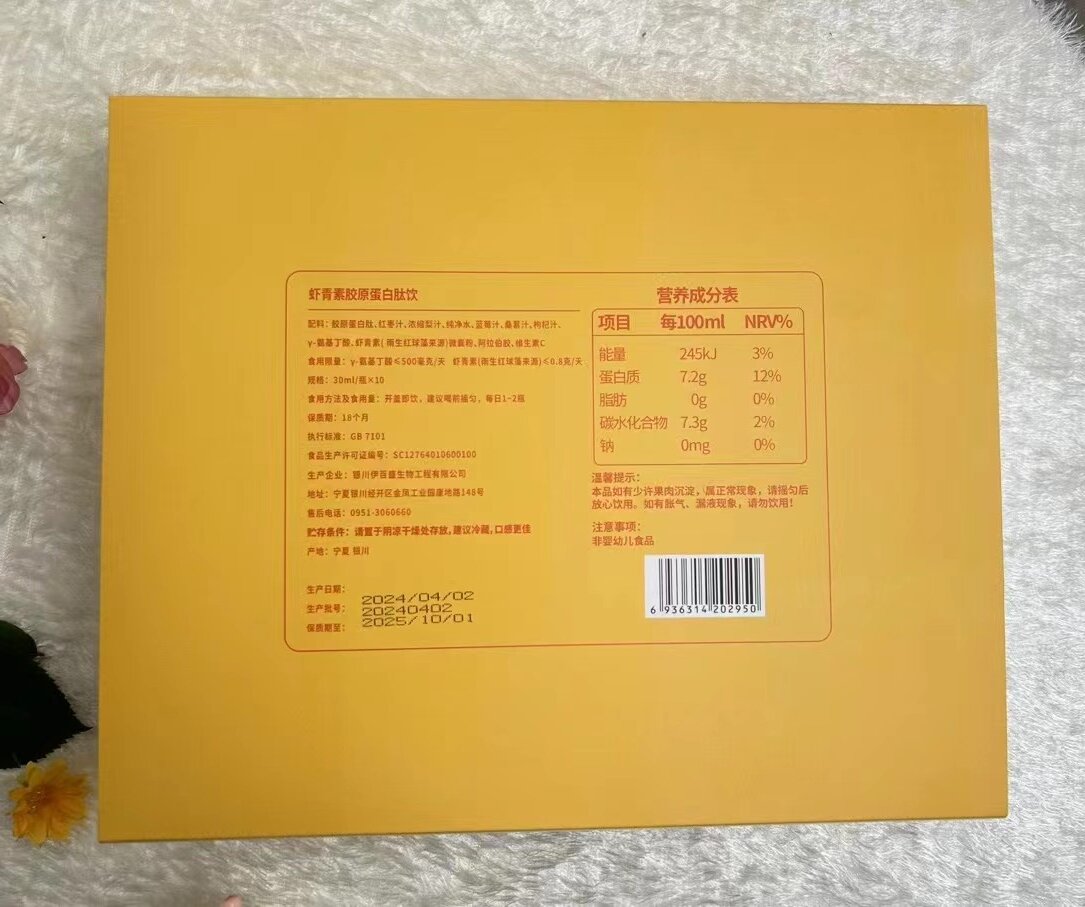 虾青素胶原蛋白肽饮
配料：胶原蛋白肽、红枣汁、浓缩梨汁、纯净水、蓝莓汁、桑葚汁、枸杞汁、
γ-氨基丁酸、虾青素(雨生红球藻来源)微囊粉、阿拉伯胶、维生素C
食用限量：γ-氨基丁酸≤500毫克/天 虾青素(雨生红球藻来源)≤0.8克/天
规格：30ml/瓶×10
食用方法及食用量：开盖即饮，建议喝前摇匀，每日1-2瓶
保质期：18个月
执行标准：GB 7101
食品生产许可证编号：SC12764010600100
生产企业：银川伊百盛生物工程有限公司
地址：宁夏银川经开区金凤工业园康地路148号
售后电话：0951-3060660
贮存条件：请置于阴凉干燥处存放，建议冷藏，口感更佳
产地：宁夏 银川
生产日期：2024/04/02
生产批号：20240402
保质期至：2025/10/01
营养成分表
项目 每100ml NRV%
能量 245kJ 3%
蛋白质 7.2g 12%
脂肪 0g 0%
碳水化合物 7.3g 2%
钠 0mg 0%
温馨提示：
本品如有少许果肉沉淀，属正常现象，请摇匀后
放心饮用。如有胀气、漏液现象，请勿饮用！
注意事项：
非婴幼儿食品
6 936314 202950